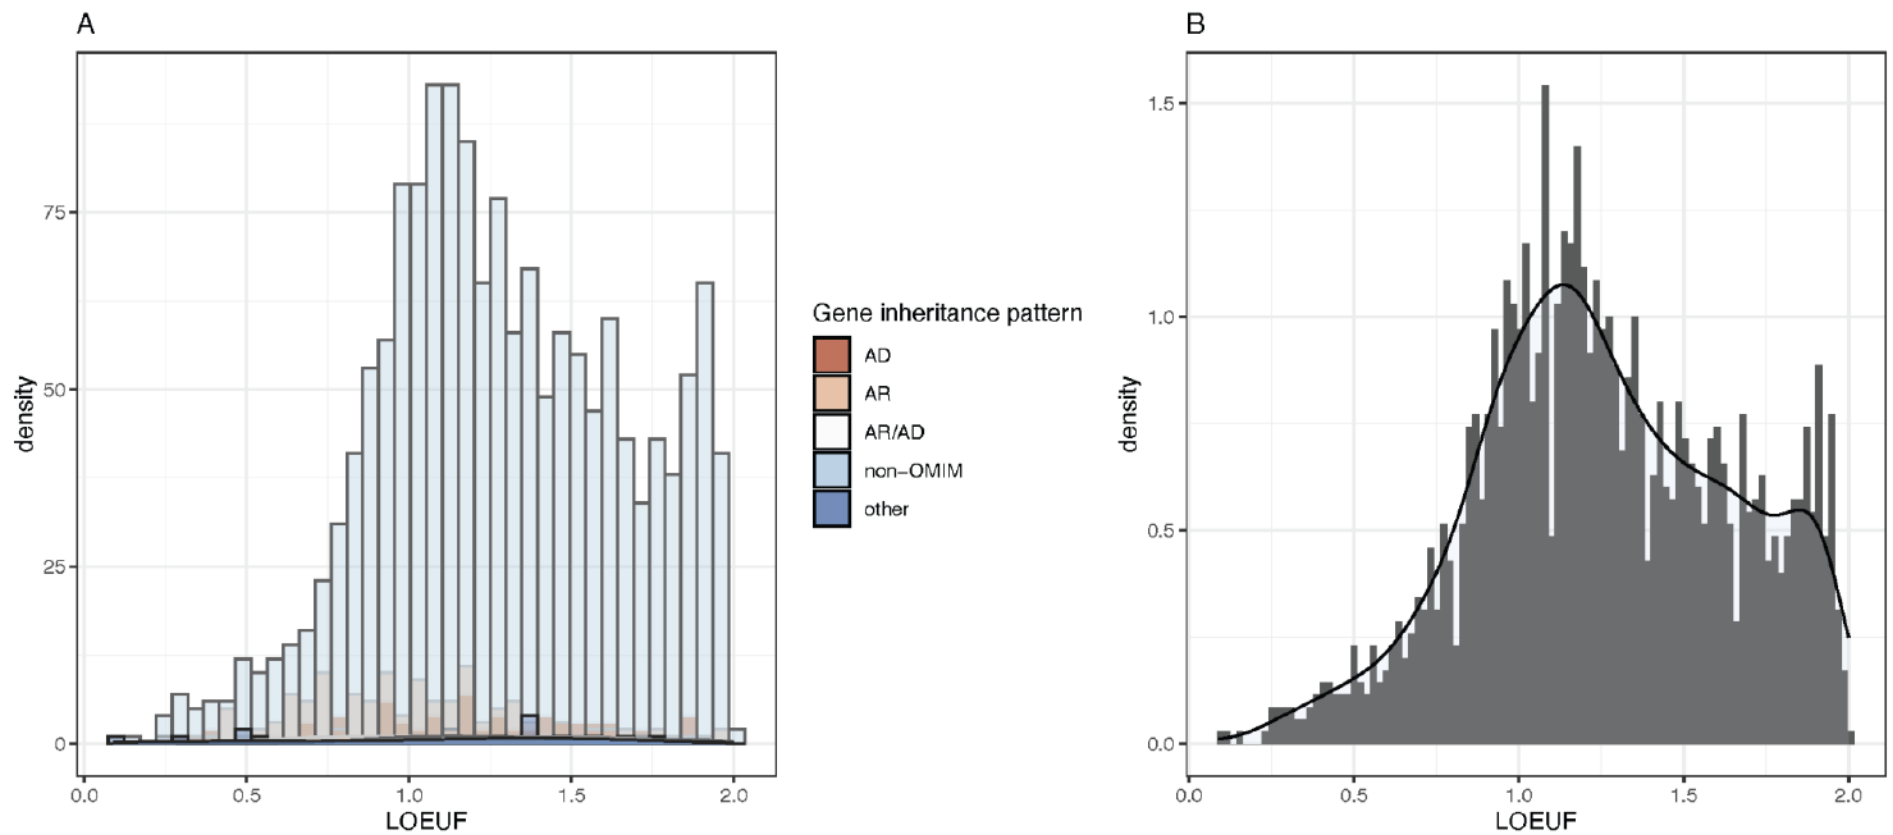 A
density
75
50
25
0
0.0 0.5 1.0 1.5 2.0
LOEUF
Gene inheritance pattern
AD
AR
AR/AD
non-OMIM
other
B
density
1.5
1.0
0.5
0.0
0.0 0.5 1.0 1.5 2.0
LOEUF